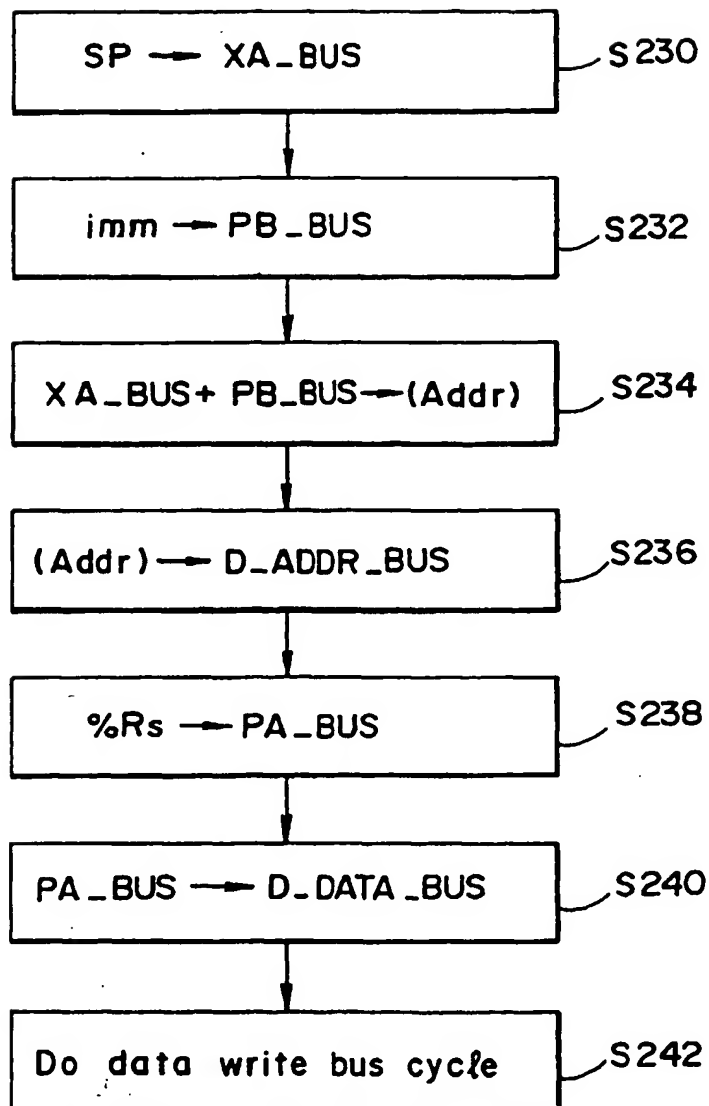 SP → XA_BUS S230
imm → PB_BUS S232
XA_BUS+ PB_BUS→(Addr) S234
(Addr)→ D_ADDR_BUS S236
%Rs → PA_BUS S238
PA_BUS → D_DATA_BUS S240
Do data write bus cycle S242